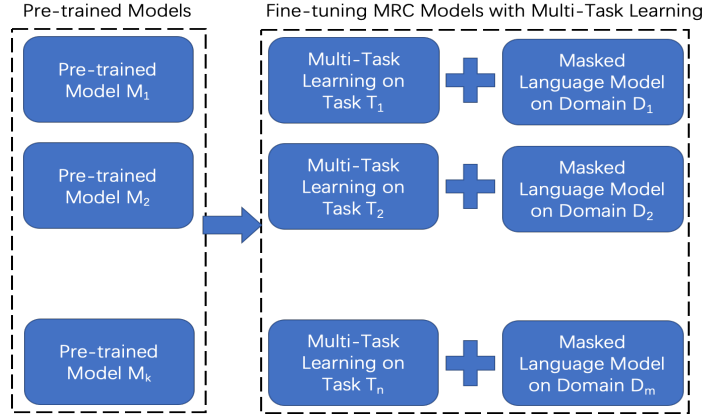 Pre-trained Models
Fine-tuning MRC Models with Multi-Task Learning
Pre-trained
Model M₁
Multi-Task
Learning on
Task T₁
Masked
Language Model
on Domain D₁
Pre-trained
Model M₂
Multi-Task
Learning on
Task T₂
Masked
Language Model
on Domain D₂
Pre-trained
Model Mₖ
Multi-Task
Learning on
Task Tₙ
Masked
Language Model
on Domain Dₘ